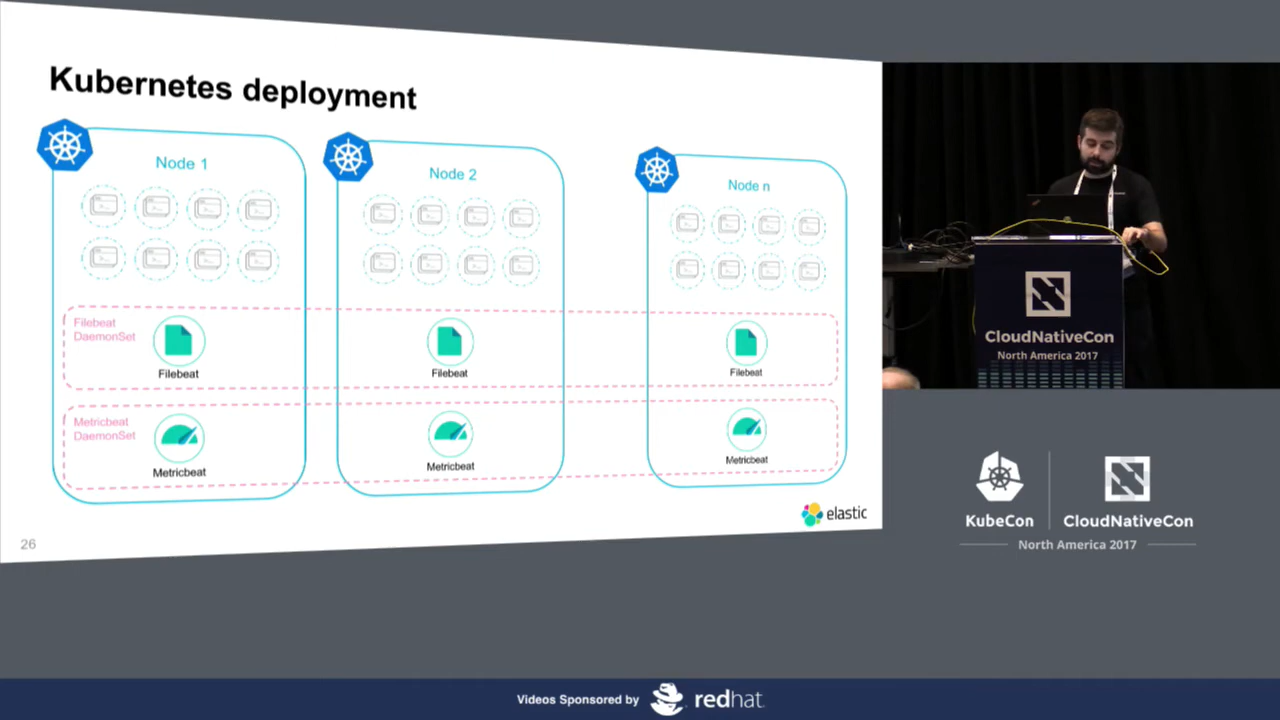 Kubernetes deployment
Node 1
Node 2
Node n
Filebeat
DaemonSet
Filebeat
Filebeat
Filebeat
Metricbeat
DaemonSet
Metricbeat
Metricbeat
Metricbeat
elastic
26
CloudNativeCon
North America 2017
KubeCon
CloudNativeCon
North America 2017
Videos Sponsored by
redhat